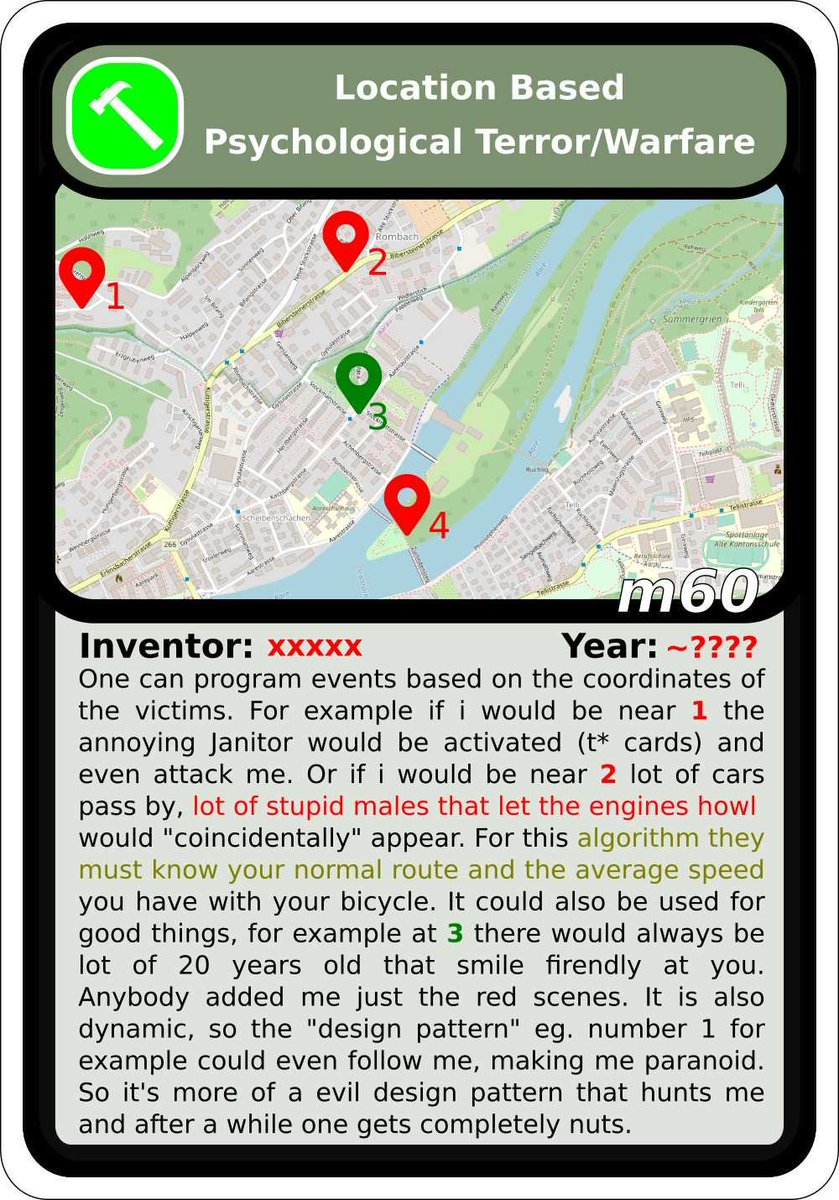 Location Based
Psychological Terror/Warfare
Rombach
Bibersteinerstrasse
1
2
Sommergrien
Telli
3
Scheibenschachen
266
4
Tellistrasse
Sportanlage
Alte Kantonsschule
m60
Inventor: xxxxx Year: ~????
One can program events based on the coordinates of
the victims. For example if i would be near 1 the
annoying Janitor would be activated (t* cards) and
even attack me. Or if i would be near 2 lot of cars
pass by, lot of stupid males that let the engines howl
would "coincidentally" appear. For this algorithm they
must know your normal route and the average speed
you have with your bicycle. It could also be used for
good things, for example at 3 there would always be
lot of 20 years old that smile firendly at you.
Anybody added me just the red scenes. It is also
dynamic, so the "design pattern" eg. number 1 for
example could even follow me, making me paranoid.
So it's more of a evil design pattern that hunts me
and after a while one gets completely nuts.